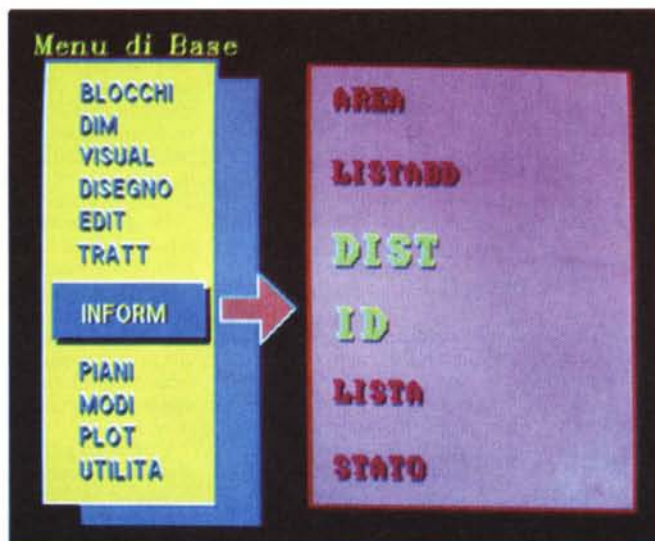 Menu di Base
BLOCCHI
DIM
VISUAL
DISEGNO
EDIT
TRATT
INFORM
PIANI
MODI
PLOT
UTILITA
AREA
LISTABD
DIST
ID
LISTA
STATO